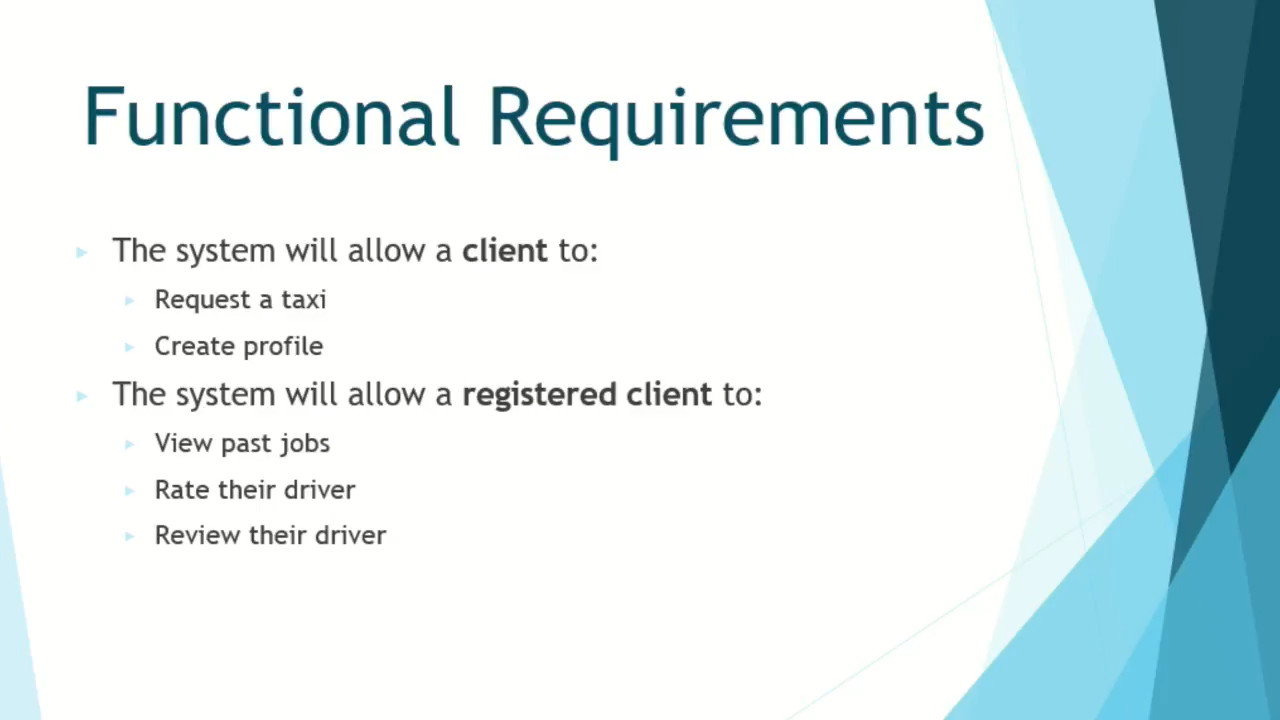 Functional Requirements
The system will allow a client to:
Request a taxi
Create profile
The system will allow a registered client to:
View past jobs
Rate their driver
Review their driver